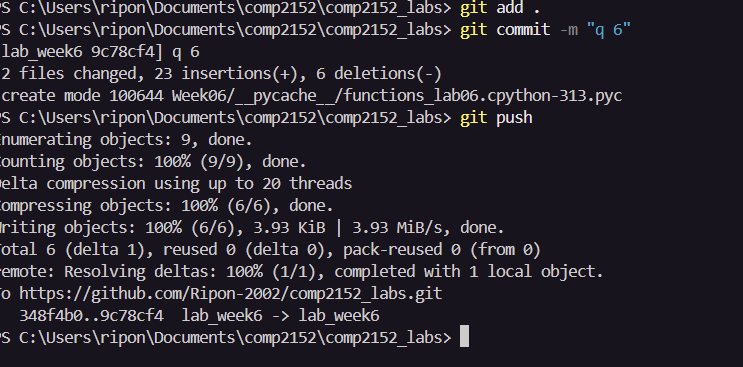 PS C:\Users\ripon\Documents\comp2152\comp2152_labs> git add .
PS C:\Users\ripon\Documents\comp2152\comp2152_labs> git commit -m "q 6"
[lab_week6 9c78cf4] q 6
2 files changed, 23 insertions(+), 6 deletions(-)
create mode 100644 Week06/__pycache__/functions_lab06.cpython-313.pyc
PS C:\Users\ripon\Documents\comp2152\comp2152_labs> git push
Enumerating objects: 9, done.
Counting objects: 100% (9/9), done.
Delta compression using up to 20 threads
Compressing objects: 100% (6/6), done.
Writing objects: 100% (6/6), 3.93 KiB | 3.93 MiB/s, done.
Total 6 (delta 1), reused 0 (delta 0), pack-reused 0 (from 0)
remote: Resolving deltas: 100% (1/1), completed with 1 local object.
To https://github.com/Ripon-2002/comp2152_labs.git
348f4b0..9c78cf4 lab_week6 -> lab_week6
PS C:\Users\ripon\Documents\comp2152\comp2152_labs>